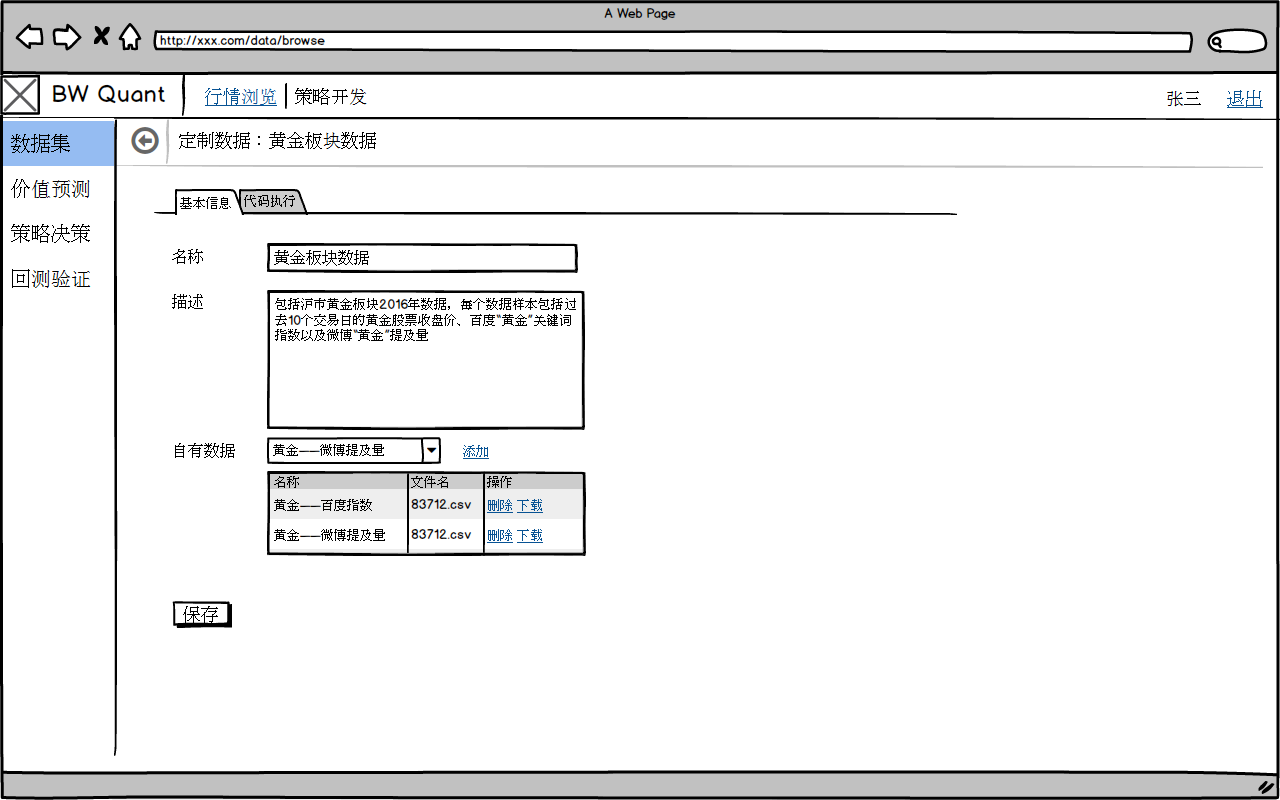 A Web Page
http://xxx.com/data/browse
BW Quant 行情浏览 策略开发 张三 退出
数据集
价值预测
策略决策
回测验证
定制数据：黄金板块数据
基本信息 代码执行
名称 黄金板块数据
描述 包括沪市黄金板块2016年数据，每个数据样本包括过
去10个交易日的黄金股票收盘价、百度“黄金”关键词
指数以及微博“黄金”提及量
自有数据 黄金——微博提及量 添加
名称 文件名 操作
黄金——百度指数 83712.csv 删除 下载
黄金——微博提及量 83712.csv 删除 下载
保存